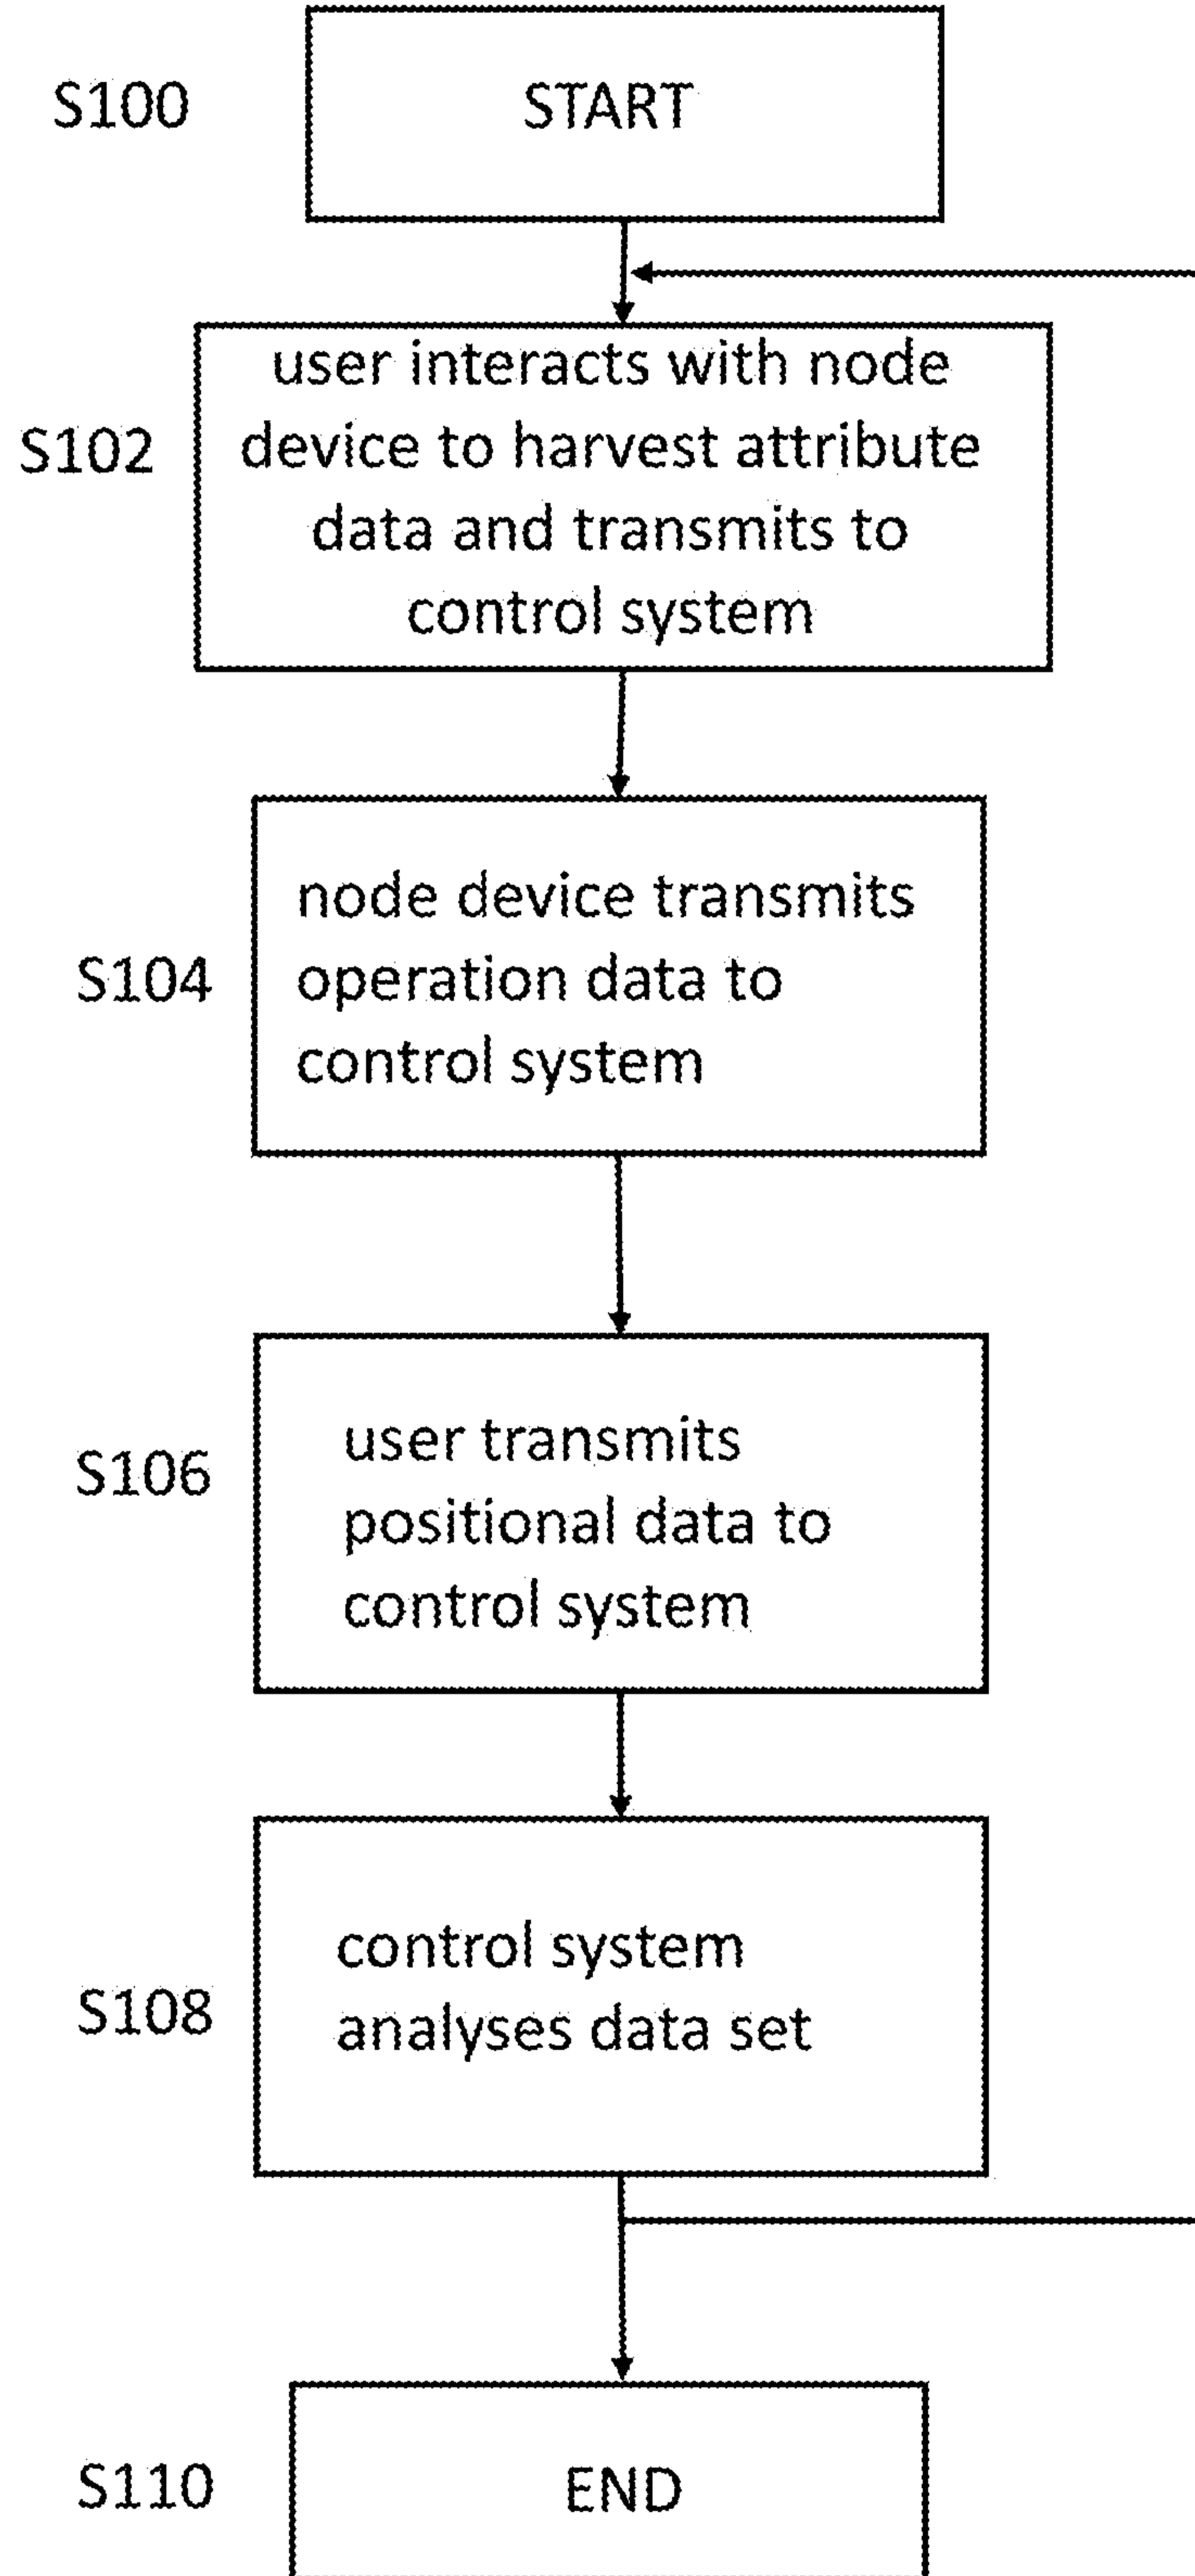 S100
START
S102
user interacts with node
device to harvest attribute
data and transmits to
control system
S104
node device transmits
operation data to
control system
S106
user transmits
positional data to
control system
S108
control system
analyses data set
S110
END